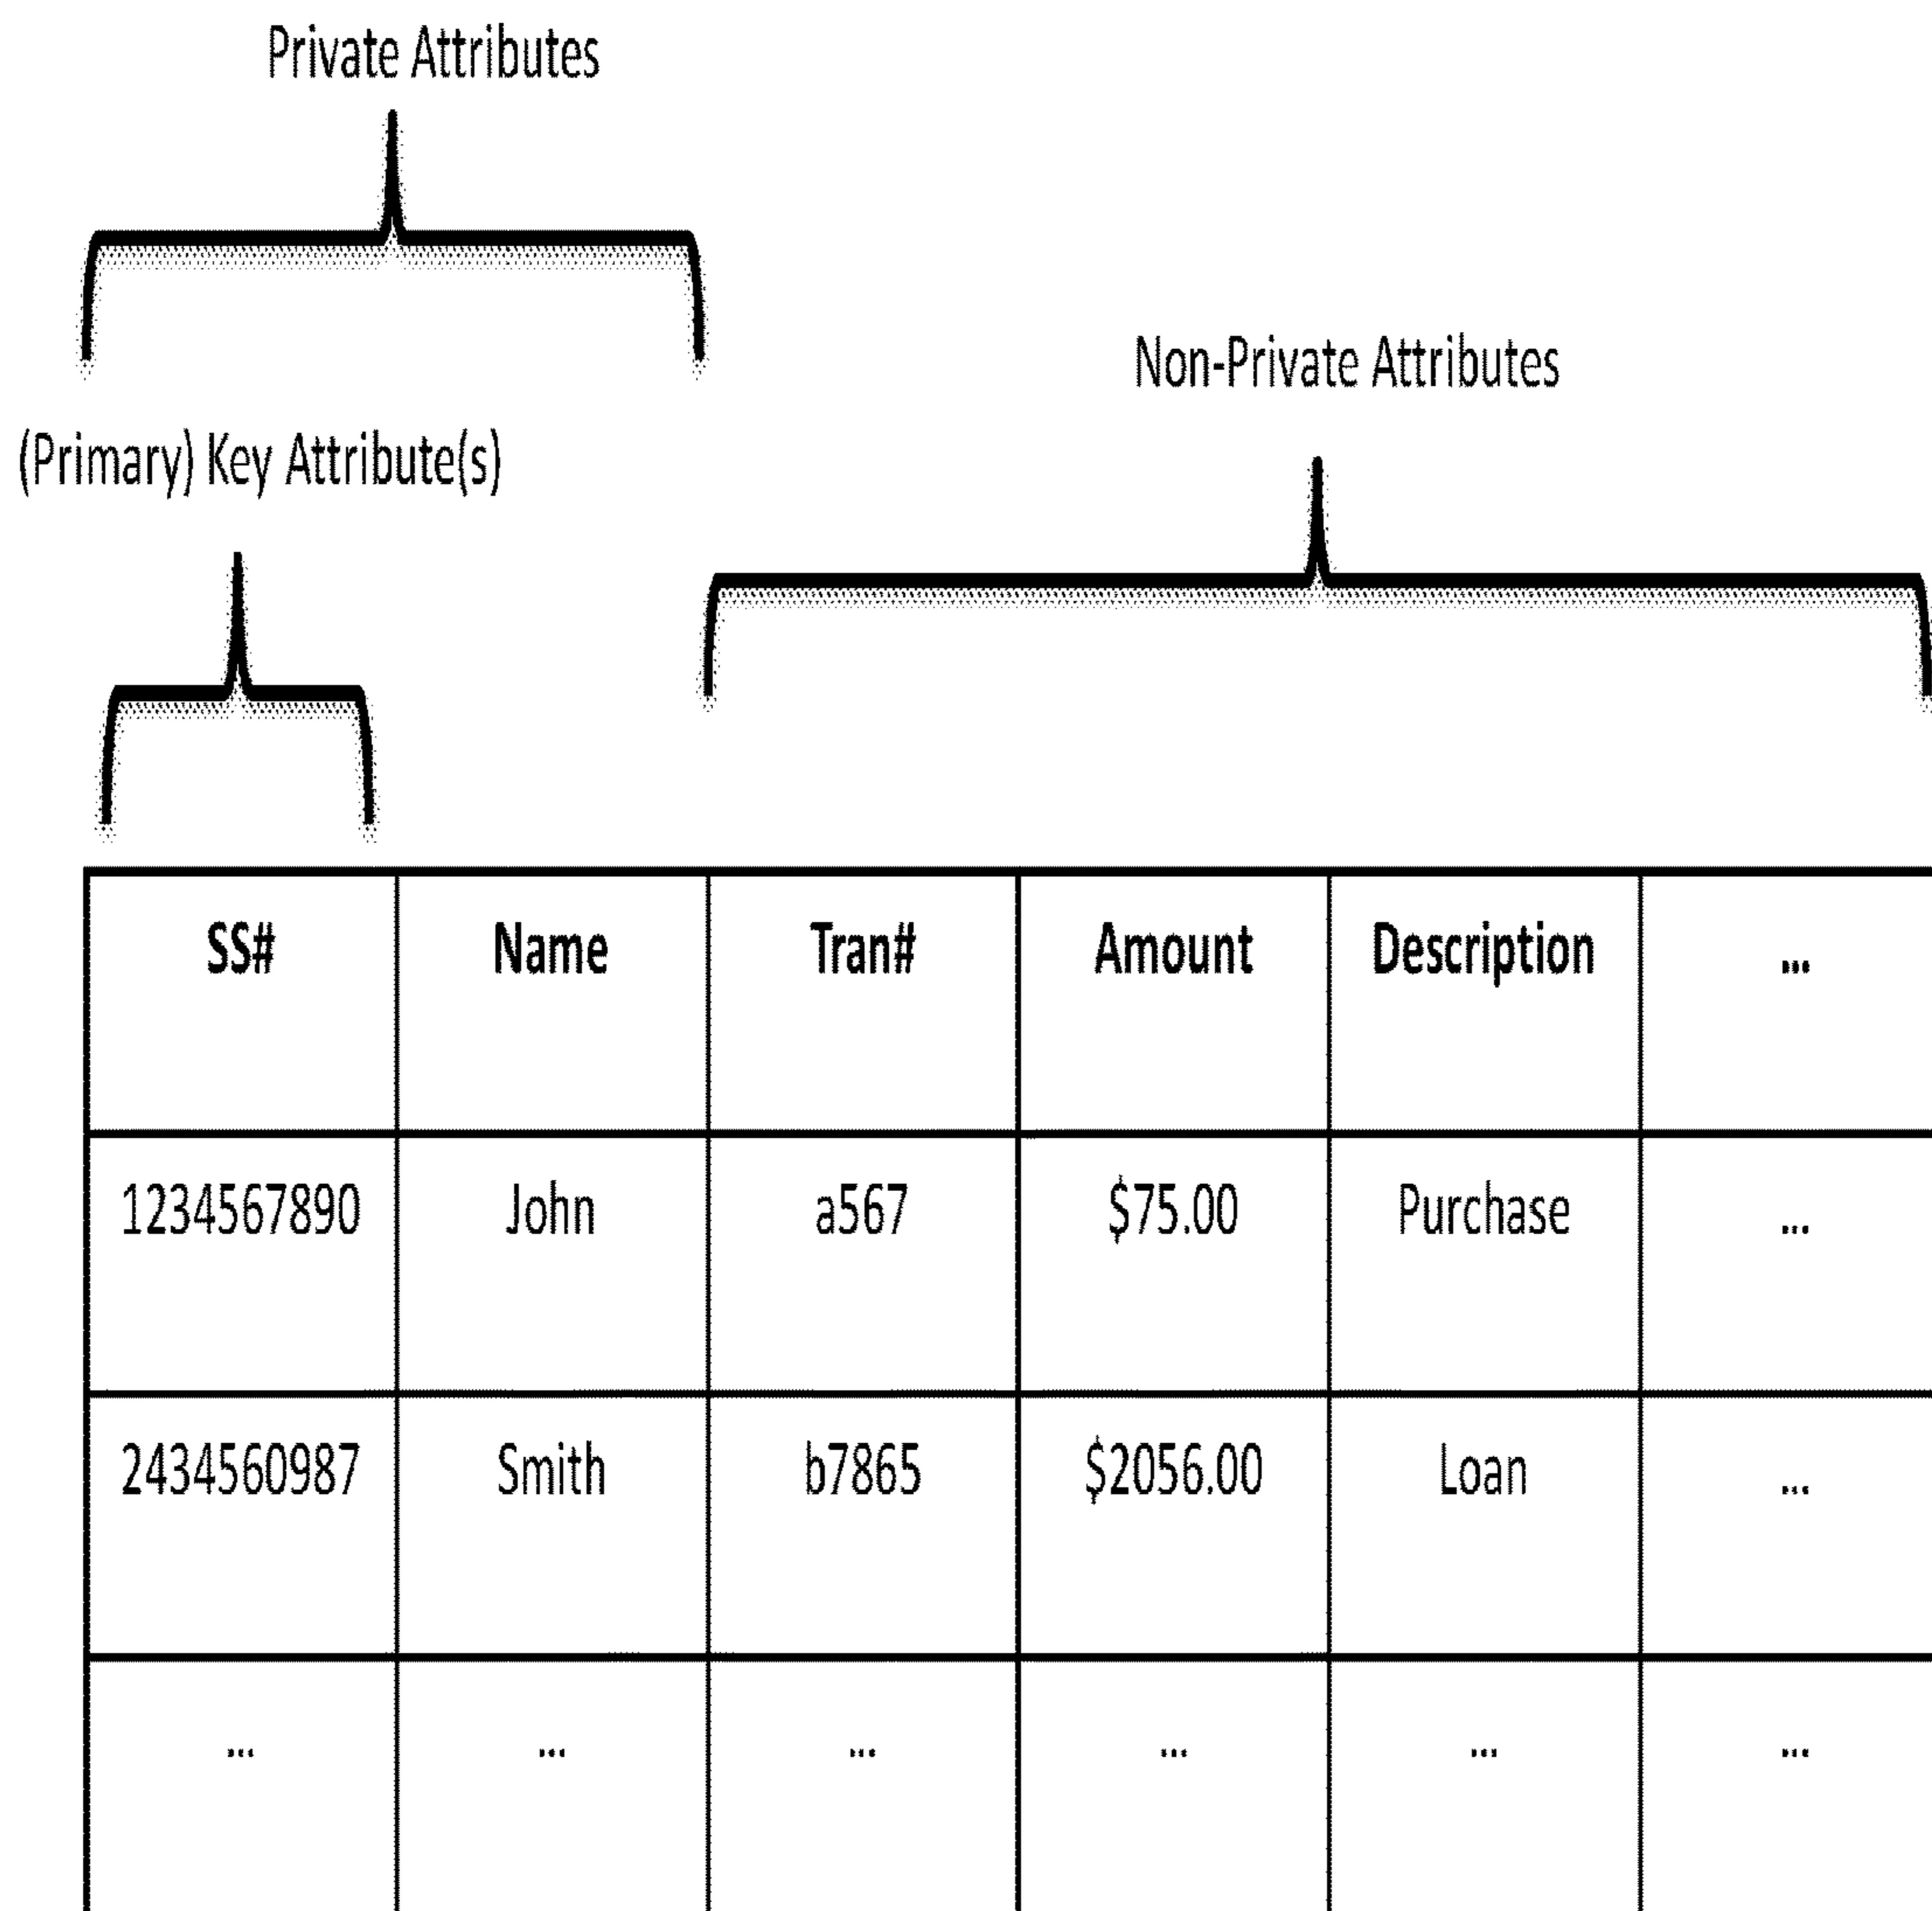 Private Attributes
Non-Private Attributes
(Primary) Key Attribute(s)
SS# Name Tran# Amount Description ...
1234567890 John a567 $75.00 Purchase ...
2434560987 Smith b7865 $2056.00 Loan ...
... ... ... ... ... ...